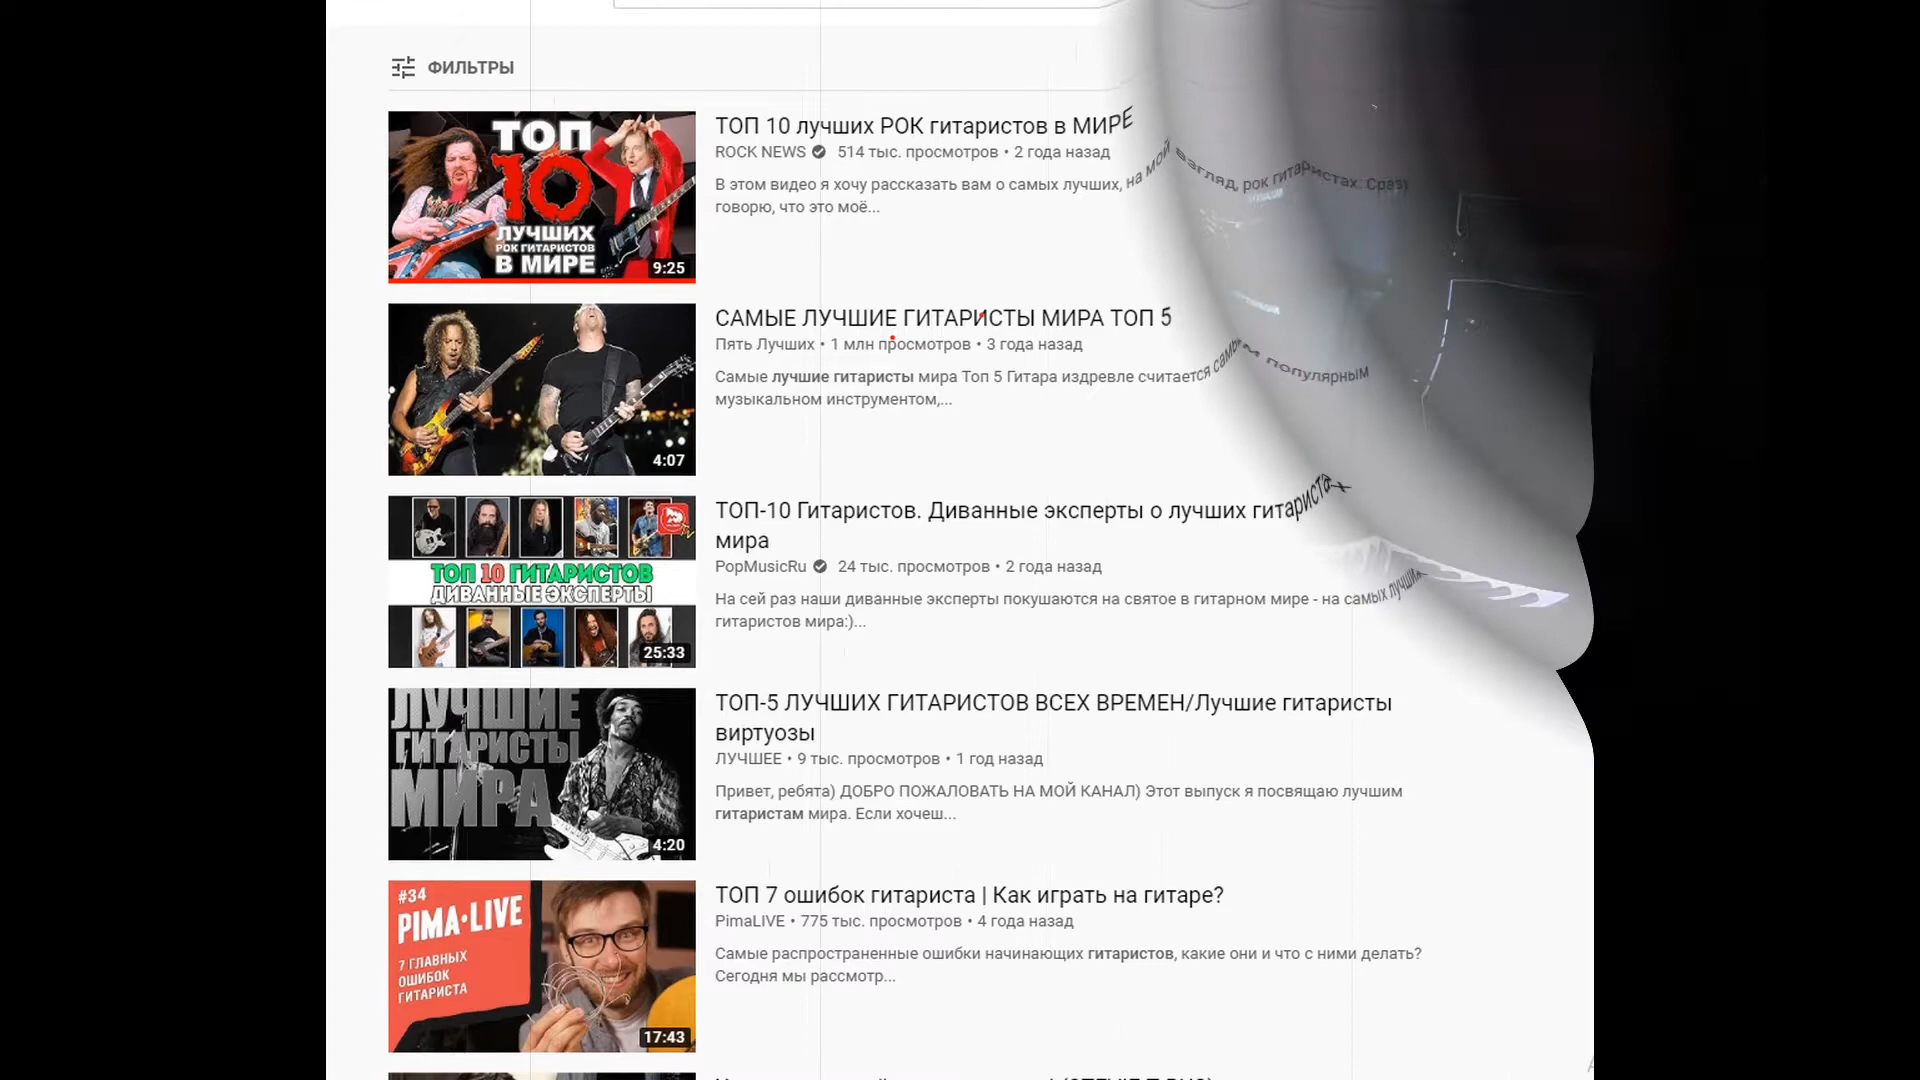 ФИЛЬТРЫ
ТОП
10
ЛУЧШИХ
РОК ГИТАРИСТОВ
В МИРЕ
9:25
ТОП 10 лучших РОК гитаристов в МИРЕ
ROCK NEWS 514 тыс. просмотров • 2 года назад
В этом видео я хочу рассказать вам о самых лучших, на мой взгляд, рок гитаристах. Сразу
говорю, что это моё...
4:07
САМЫЕ ЛУЧШИЕ ГИТАРИСТЫ МИРА ТОП 5
Пять Лучших • 1 млн просмотров • 3 года назад
Самые лучшие гитаристы мира Топ 5 Гитара издревле считается самым популярным
музыкальном инструментом,...
ТОП 10 ГИТАРИСТОВ
ДИВАННЫЕ ЭКСПЕРТЫ
25:33
ТОП-10 Гитаристов. Диванные эксперты о лучших гитаристах
мира
PopMusicRu 24 тыс. просмотров • 2 года назад
На сей раз наши диванные эксперты покушаются на святое в гитарном мире - на самых лучших
гитаристов мира:)...
ЛУЧШИЕ
ГИТАРИСТЫ
МИРА
4:20
ТОП-5 ЛУЧШИХ ГИТАРИСТОВ ВСЕХ ВРЕМЕН/Лучшие гитаристы
виртуозы
ЛУЧШЕЕ • 9 тыс. просмотров • 1 год назад
Привет, ребята) ДОБРО ПОЖАЛОВАТЬ НА МОЙ КАНАЛ) Этот выпуск я посвящаю лучшим
гитаристам мира. Если хочеш...
#34
PIMA•LIVE
7 ГЛАВНЫХ
ОШИБОК
ГИТАРИСТА
17:43
ТОП 7 ошибок гитариста | Как играть на гитаре?
PimaLIVE • 775 тыс. просмотров • 4 года назад
Самые распространенные ошибки начинающих гитаристов, какие они и что с ними делать?
Сегодня мы рассмотр...